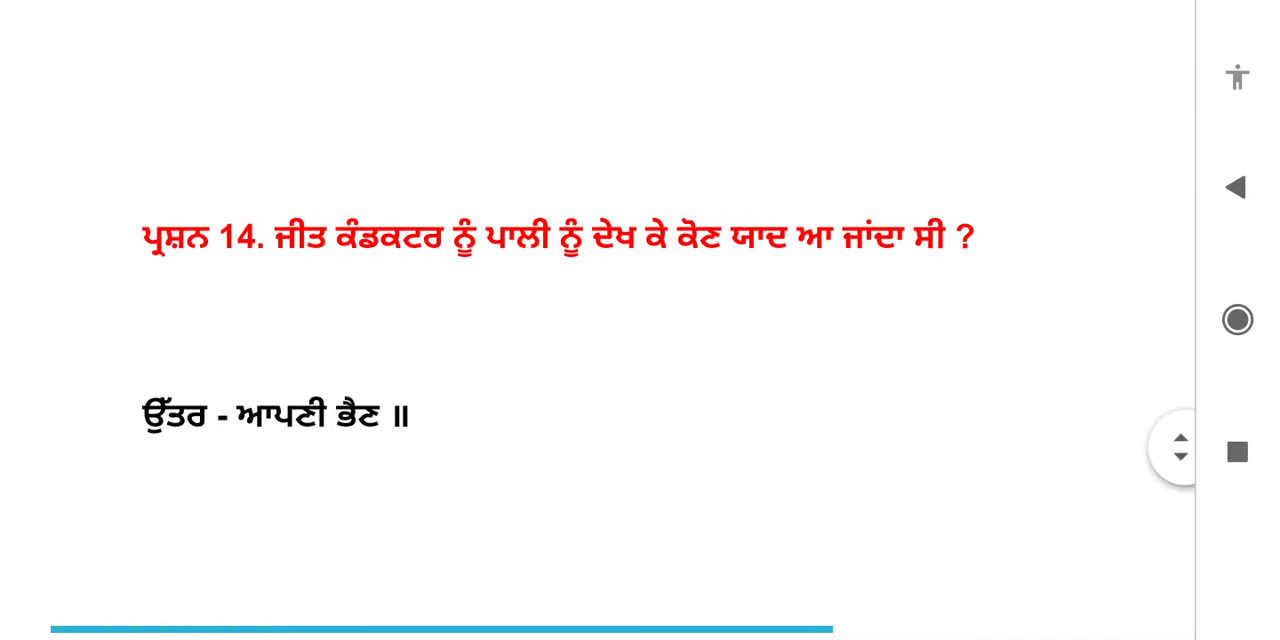 ਪ੍ਰਸ਼ਨ 14. ਜੀਤ ਕੰਡਕਟਰ ਨੂੰ ਪਾਲੀ ਨੂੰ ਦੇਖ ਕੇ ਕੋਣ ਯਾਦ ਆ ਜਾਂਦਾ ਸੀ ?
ਉੱਤਰ - ਆਪਣੀ ਭੈਣ ॥